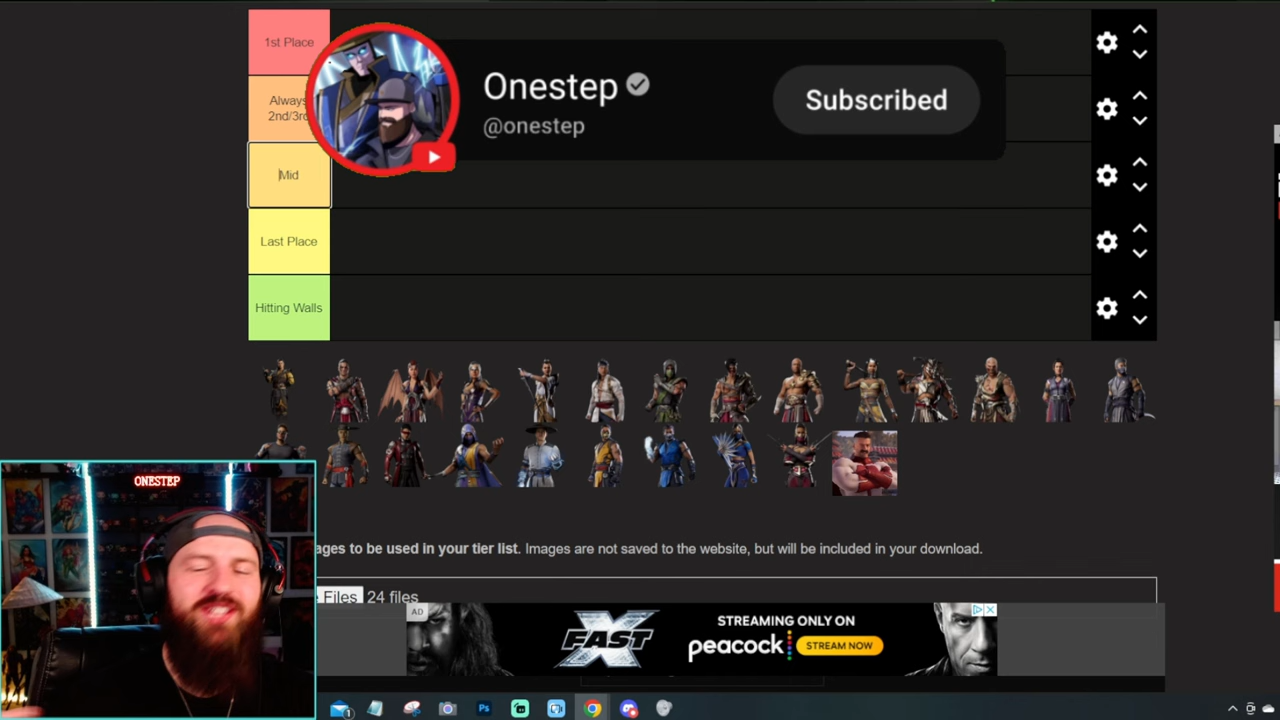 1st Place
Onestep
Subscribed
@onestep
Always
2nd/3rd
Mid
Last Place
Hitting Walls
ONESTEP
ages to be used in your tier list. Images are not saved to the website, but will be included in your download.
Files 24 files
AD
FAST X
STREAMING ONLY ON
peacock
STREAM NOW
1
Ps